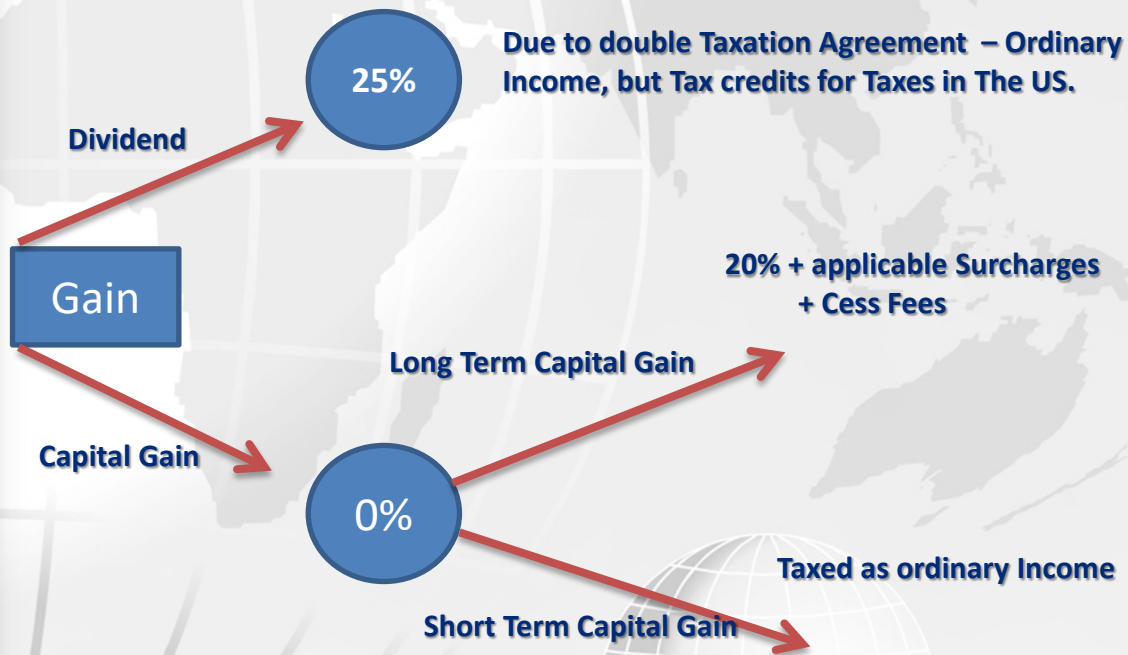 25%
Due to double Taxation Agreement – Ordinary
Income, but Tax credits for Taxes in The US.
Dividend
Gain
20% + applicable Surcharges
+ Cess Fees
Long Term Capital Gain
Capital Gain
0%
Taxed as ordinary Income
Short Term Capital Gain